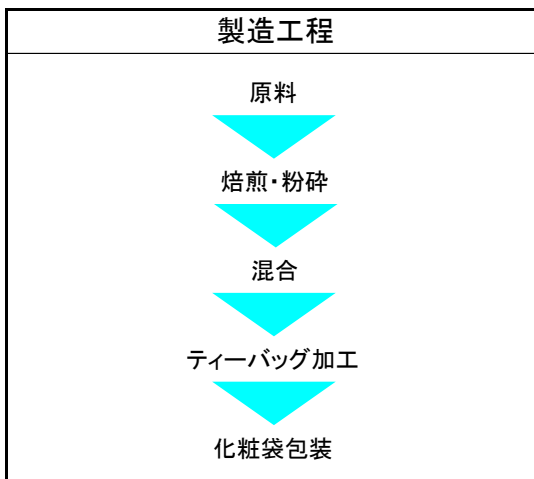 製造工程
原料
焙煎・粉砕
混合
ティーバッグ加工
化粧袋包装